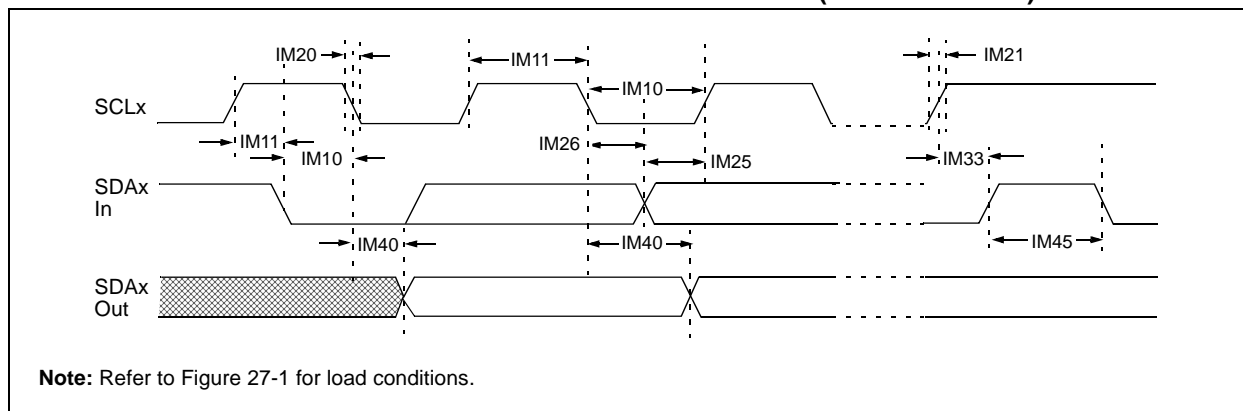 IM20
IM11
IM21
IM10
SCLx
IM11
IM26
IM33
IM10
IM25
SDAx
In
IM40
IM40
IM45
SDAx
Out
Note: Refer to Figure 27-1 for load conditions.